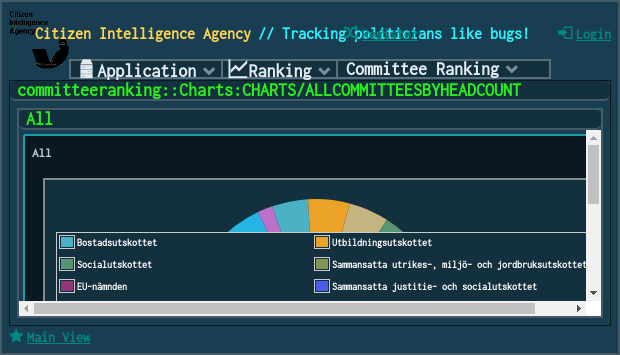 Citizen
Intelligence
Agency
Citizen Intelligence Agency // Tracking politicians like bugs!
Register
Login
Application
Ranking
Committee Ranking
committeeranking::Charts:CHARTS/ALLCOMMITTEESBYHEADCOUNT
All
All
Bostadsutskottet
Utbildningsutskottet
Socialutskottet
Sammansatta utrikes-, miljö- och jordbruksutskottet
EU-nämnden
Sammansatta justitie- och socialutskottet
Main View